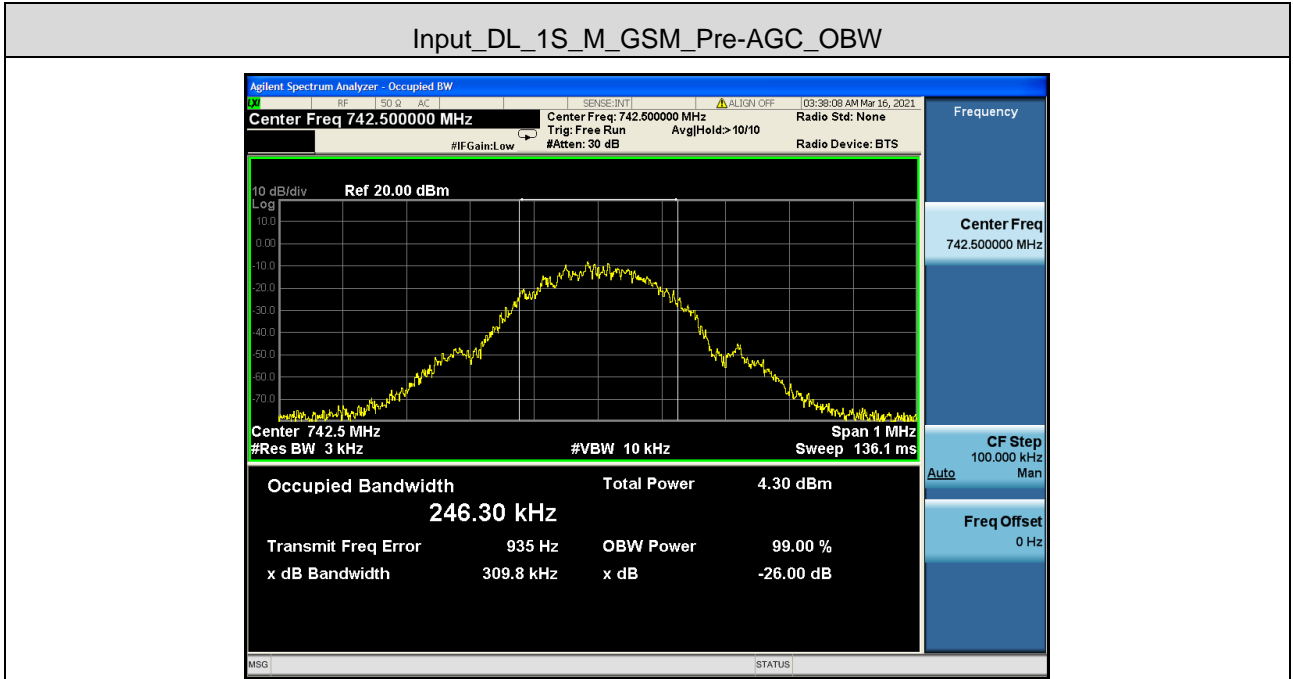 Input_DL_1S_M_GSM_Pre-AGC_OBW
Agilent Spectrum Analyzer - Occupied BW
LXI RF 50 Ω AC SENSE:INT ALIGN OFF 03:38:08 AM Mar 16, 2021
Center Freq 742.500000 MHz
Center Freq: 742.500000 MHz
Radio Std: None
Trig: Free Run Avg|Hold:>10/10
#IFGain:Low
#Atten: 30 dB
Radio Device: BTS
10 dB/div Ref 20.00 dBm
Log
10.0
0.00
-10.0
-20.0
-30.0
-40.0
-50.0
-60.0
-70.0
Center 742.5 MHz Span 1 MHz
#Res BW 3 kHz #VBW 10 kHz Sweep 136.1 ms
Occupied Bandwidth Total Power 4.30 dBm
246.30 kHz
Transmit Freq Error 935 Hz OBW Power 99.00 %
x dB Bandwidth 309.8 kHz x dB -26.00 dB
Frequency
Center Freq
742.500000 MHz
CF Step
100.000 kHz
Auto Man
Freq Offset
0 Hz
MSG STATUS